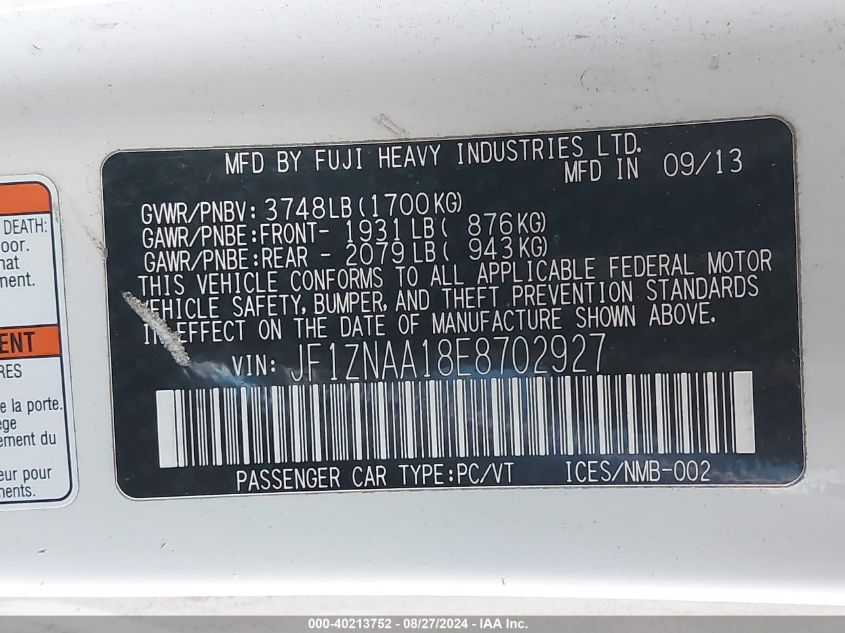 MFD BY FUJI HEAVY INDUSTRIES LTD.
MFD IN 09/13
GVWR/PNBV: 3748LB(1700KG)
GAWR/PNBE:FRONT- 1931LB( 876KG)
GAWR/PNBE:REAR - 2079LB( 943KG)
THIS VEHICLE CONFORMS TO ALL APPLICABLE FEDERAL MOTOR
VEHICLE SAFETY, BUMPER, AND THEFT PREVENTION STANDARDS
IN EFFECT ON THE DATE OF MANUFACTURE SHOWN ABOVE.
VIN: JF1ZNAA18E8702927
PASSENGER CAR TYPE:PC/VT ICES/NMB-002
DEATH:
oor.
hat
ment.
ENT
RES
e la porte.
ège
ement du
eur pour
ments.
000-40213752 - 08/27/2024 - IAA Inc.